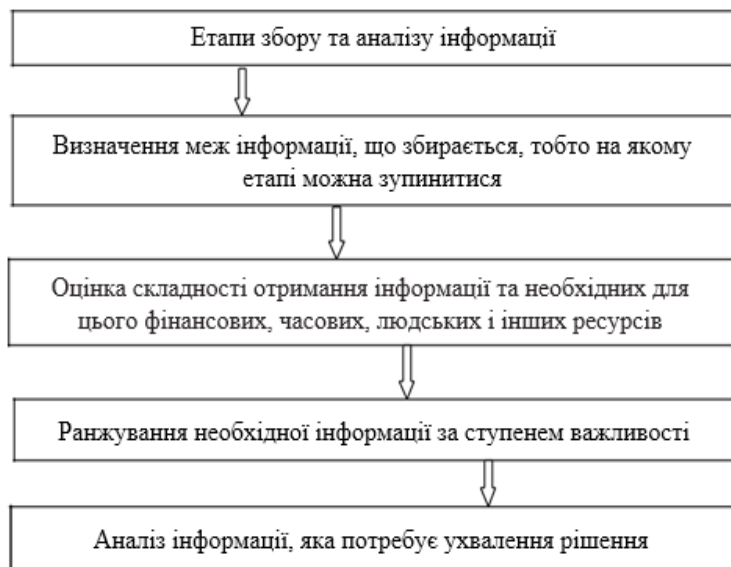 Етапи збору та аналізу інформації
Визначення меж інформації, що збирається, тобто на якому
етапі можна зупинитися
Оцінка складності отримання інформації та необхідних для
цього фінансових, часових, людських і інших ресурсів
Ранжування необхідної інформації за ступенем важливості
Аналіз інформації, яка потребує ухвалення рішення